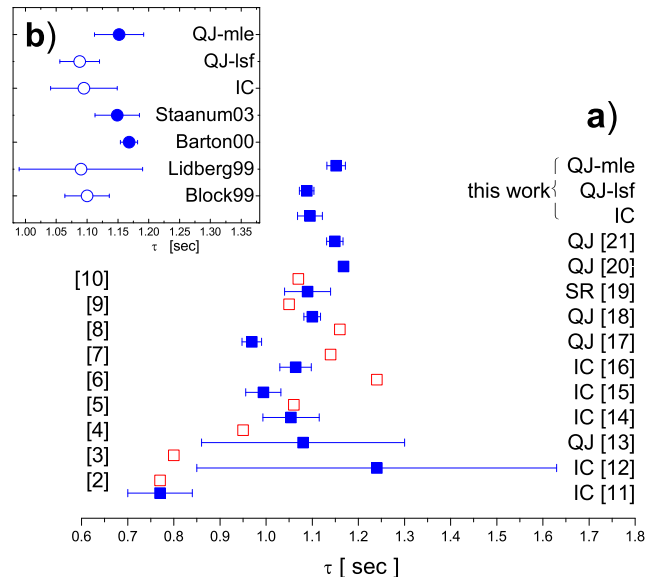 b)
QJ-mle
QJ-lsf
IC
Staanum03
Barton00
Lidberg99
Block99
1.00 1.05 1.10 1.15 1.20 1.25 1.30 1.35
τ [sec]
a)
QJ-mle
this work QJ-lsf
IC
QJ [21]
QJ [20]
[10]
SR [19]
[9]
QJ [18]
[8]
QJ [17]
[7]
IC [16]
[6]
IC [15]
[5]
IC [14]
[4]
QJ [13]
[3]
IC [12]
[2]
IC [11]
0.6 0.7 0.8 0.9 1.0 1.1 1.2 1.3 1.4 1.5 1.6 1.7 1.8
τ [ sec ]